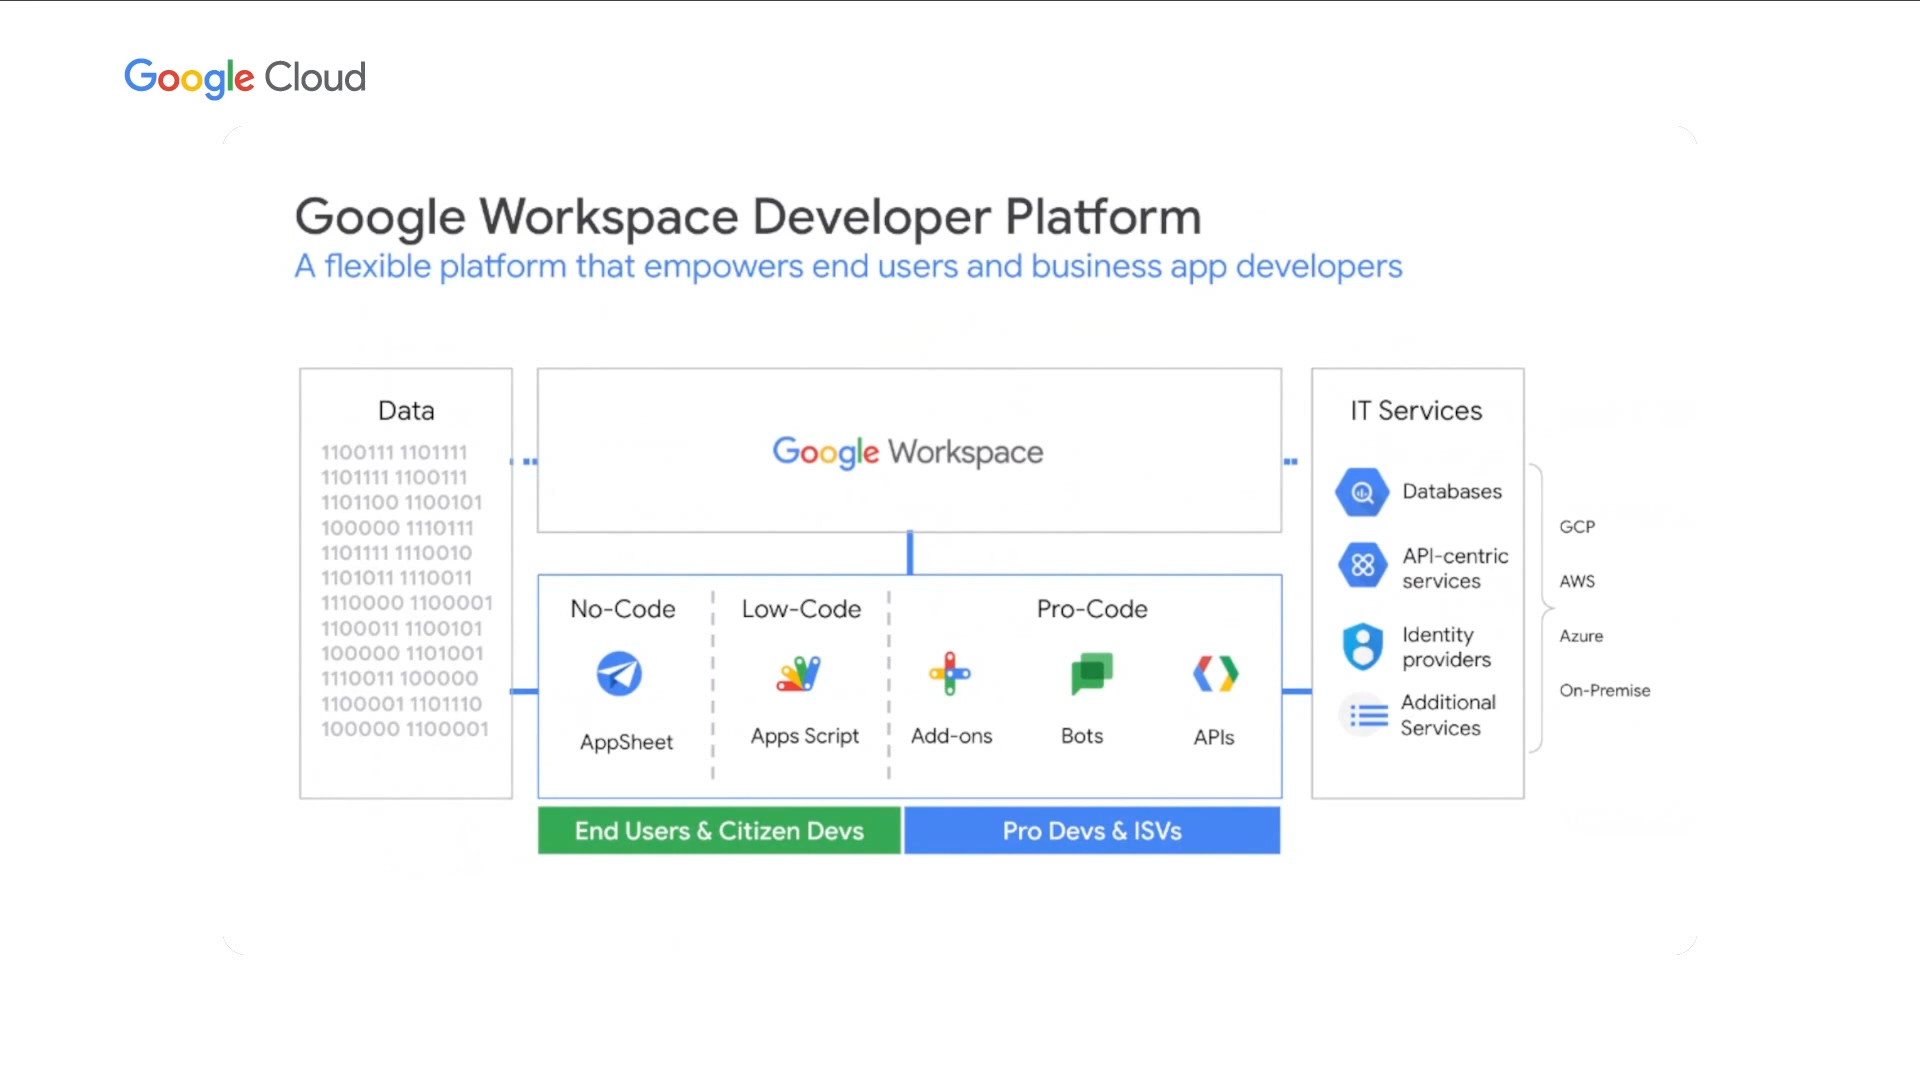 Google Cloud
Google Workspace Developer Platform
A flexible platform that empowers end users and business app developers
Data
1100111 1101111
1101111 1100111
1101100 1100101
100000 1110111
1101111 1110010
1101011 1110011
1110000 1100001
1100011 1100101
100000 1101001
1110011 100000
1100001 1101110
100000 1100001
Google Workspace
No-Code
AppSheet
Low-Code
Apps Script
Pro-Code
Add-ons
Bots
APIs
End Users & Citizen Devs
Pro Devs & ISVs
IT Services
Databases
API-centric
services
Identity
providers
Additional
Services
GCP
AWS
Azure
On-Premise